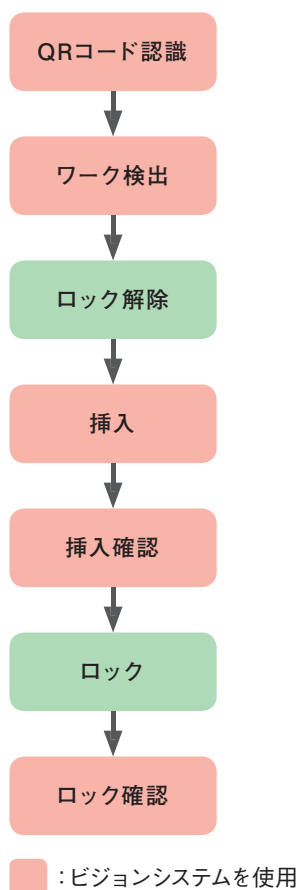 QRコード認識
ワーク検出
ロック解除
挿入
挿入確認
ロック
ロック確認
：ビジョンシステムを使用